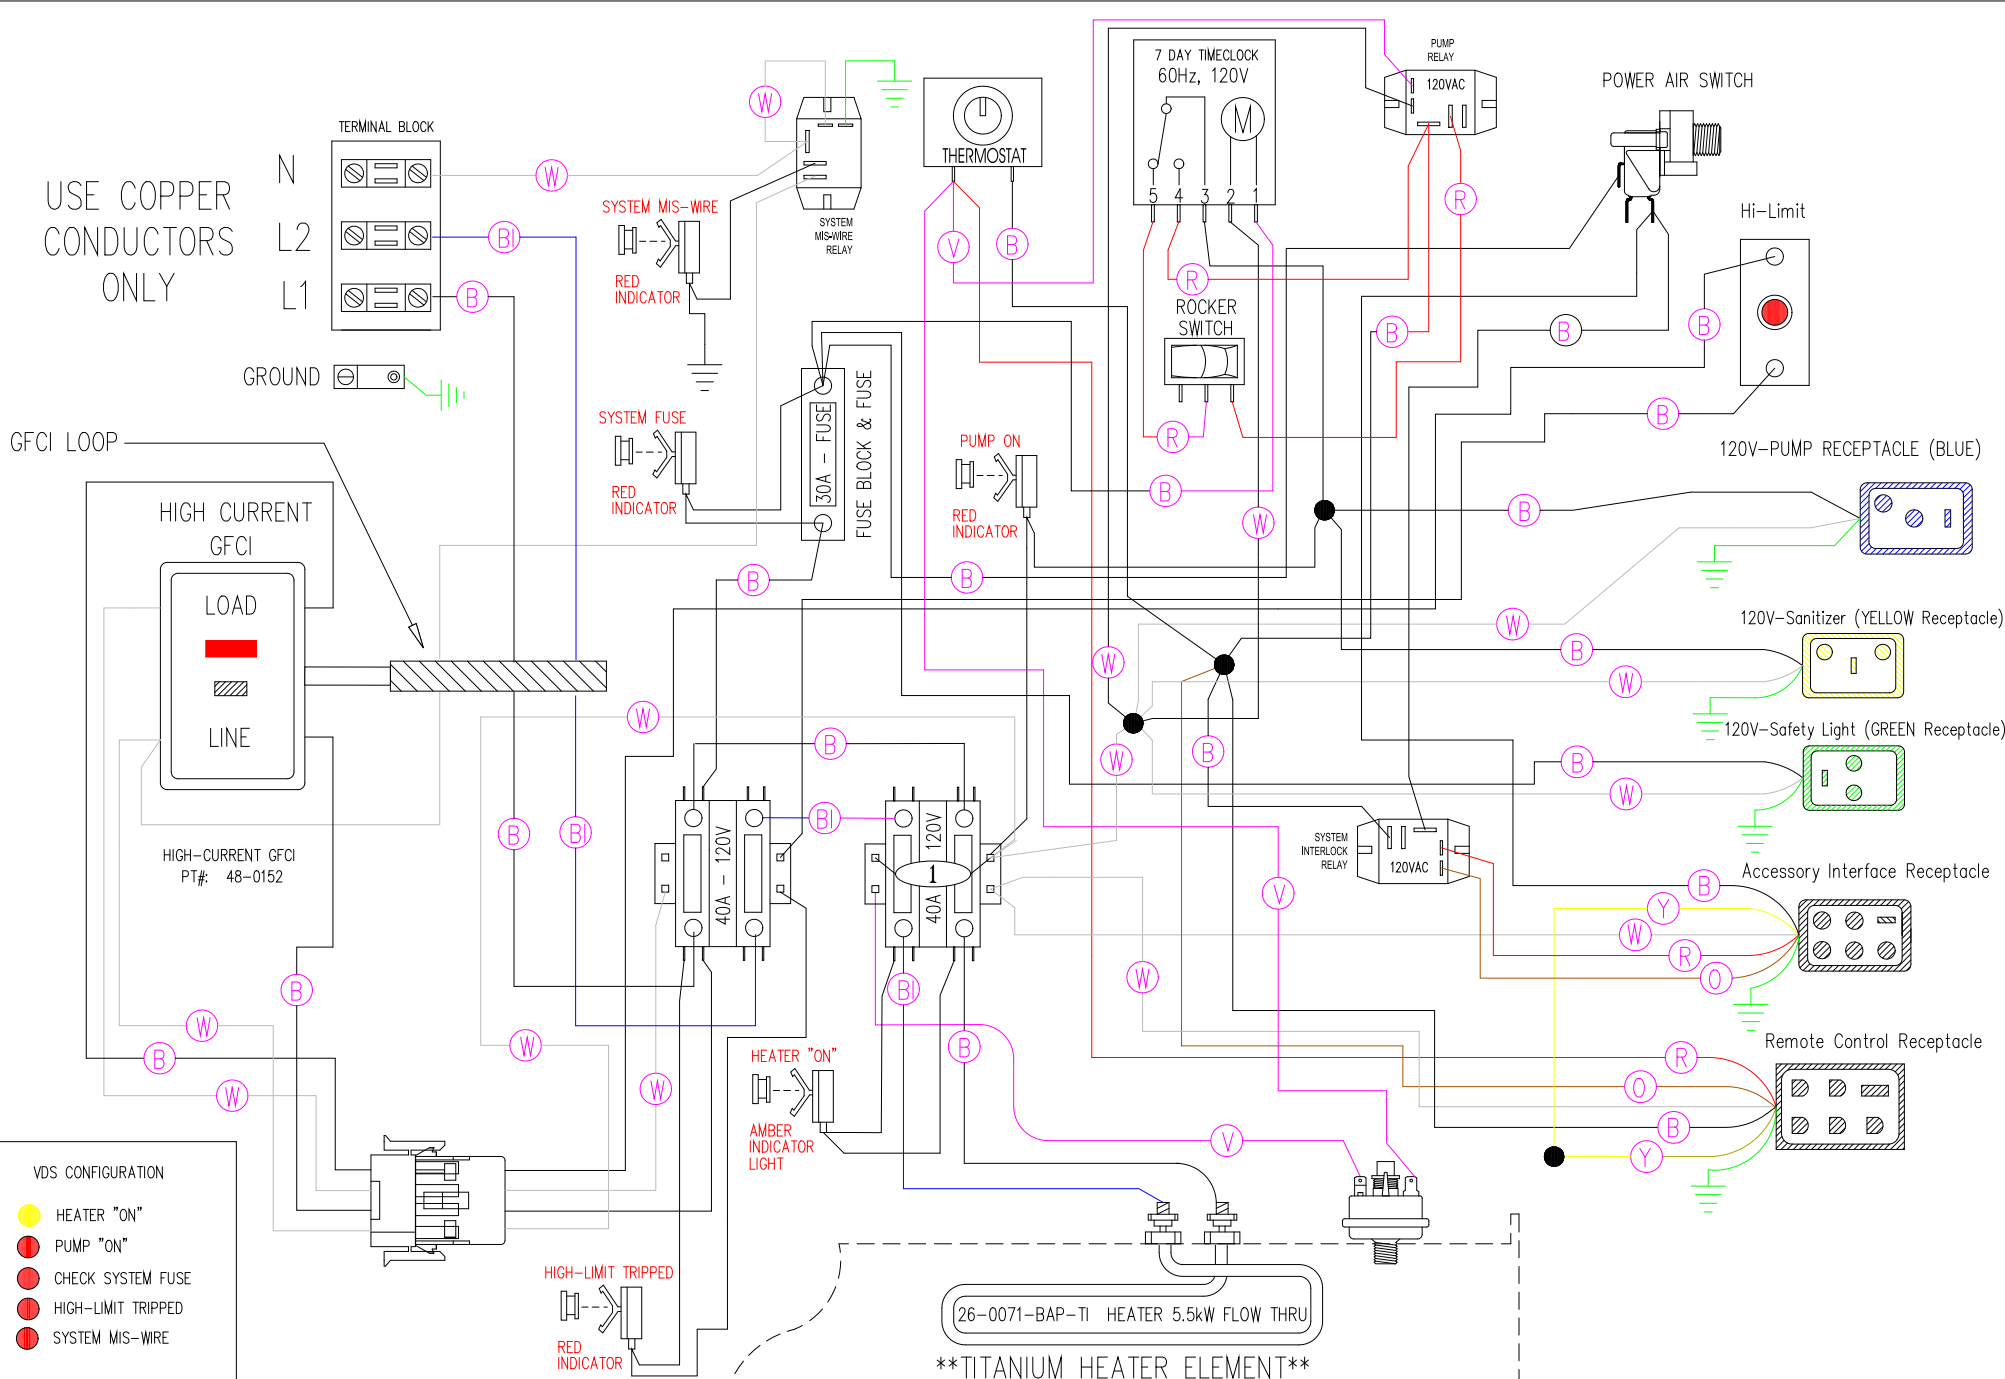 TERMINAL BLOCK
N
L2
L1
USE COPPER
CONDUCTORS
ONLY
GROUND
GFCI LOOP
HIGH CURRENT
GFCI
LOAD
LINE
HIGH-CURRENT GFCI
PT#: 48-0152
VDS CONFIGURATION
HEATER "ON"
PUMP "ON"
CHECK SYSTEM FUSE
HIGH-LIMIT TRIPPED
SYSTEM MIS-WIRE
W
Bl
B
W
SYSTEM
MIS-WIRE
RELAY
SYSTEM MIS-WIRE
RED
INDICATOR
SYSTEM FUSE
RED
INDICATOR
30A - FUSE
FUSE BLOCK & FUSE
THERMOSTAT
V
B
PUMP ON
RED
INDICATOR
7 DAY TIMECLOCK
60Hz, 120V
M
5 4 3 2 1
R
ROCKER
SWITCH
R
B
W
PUMP
RELAY
120VAC
R
B
POWER AIR SWITCH
B
Hi-Limit
B
B
120V-PUMP RECEPTACLE (BLUE)
B
W
120V-Sanitizer (YELLOW Receptacle)
B
W
120V-Safety Light (GREEN Receptacle)
B
W
SYSTEM
INTERLOCK
RELAY
120VAC
Accessory Interface Receptacle
B
Y
W
R
O
Remote Control Receptacle
R
O
B
Y
B
B
W
W
W
B
B
Bl
B
Bl
40A - 120V
40A 120V
1
V
B
W
B
W
W
B
W
W
Bl
B
W
V
HEATER "ON"
AMBER
INDICATOR
LIGHT
HIGH-LIMIT TRIPPED
RED
INDICATOR
26-0071-BAP-TI HEATER 5.5kW FLOW THRU
**TITANIUM HEATER ELEMENT**